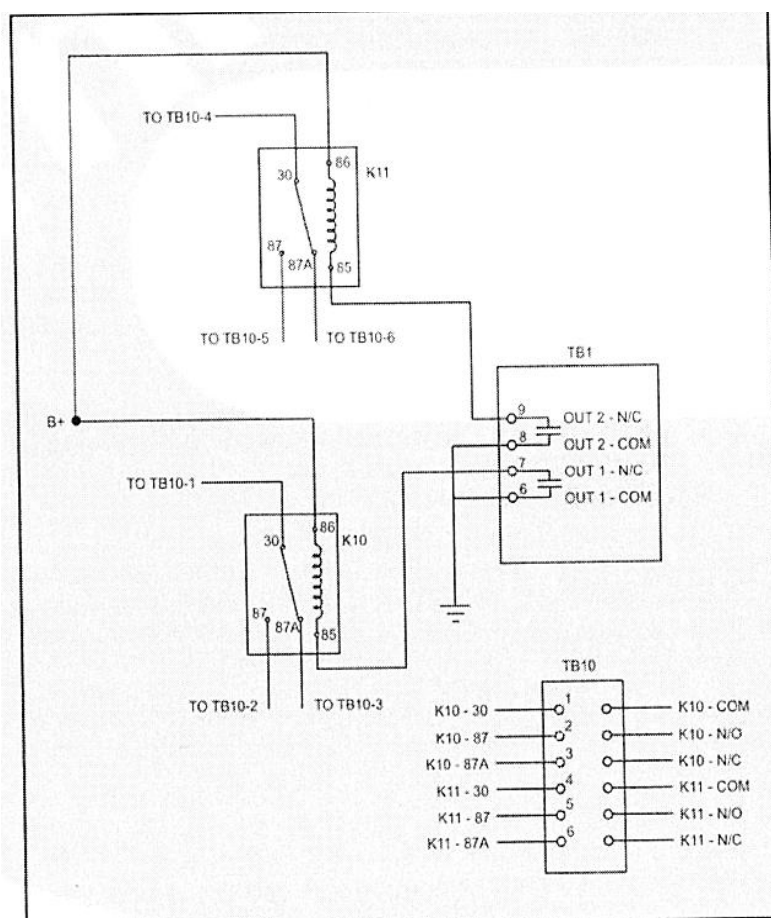 TO TB10-4
86
30
K11
87
87A
85
TO TB10-5
TO TB10-6
TB1
9
OUT 2 - N/C
8
OUT 2 - COM
7
OUT 1 - N/C
6
OUT 1 - COM
B+
TO TB10-1
86
30
K10
87
87A
85
TO TB10-2
TO TB10-3
TB10
K10 - 30
1
K10 - COM
K10 - 87
2
K10 - N/O
K10 - 87A
3
K10 - N/C
K11 - 30
4
K11 - COM
K11 - 87
5
K11 - N/O
K11 - 87A
6
K11 - N/C